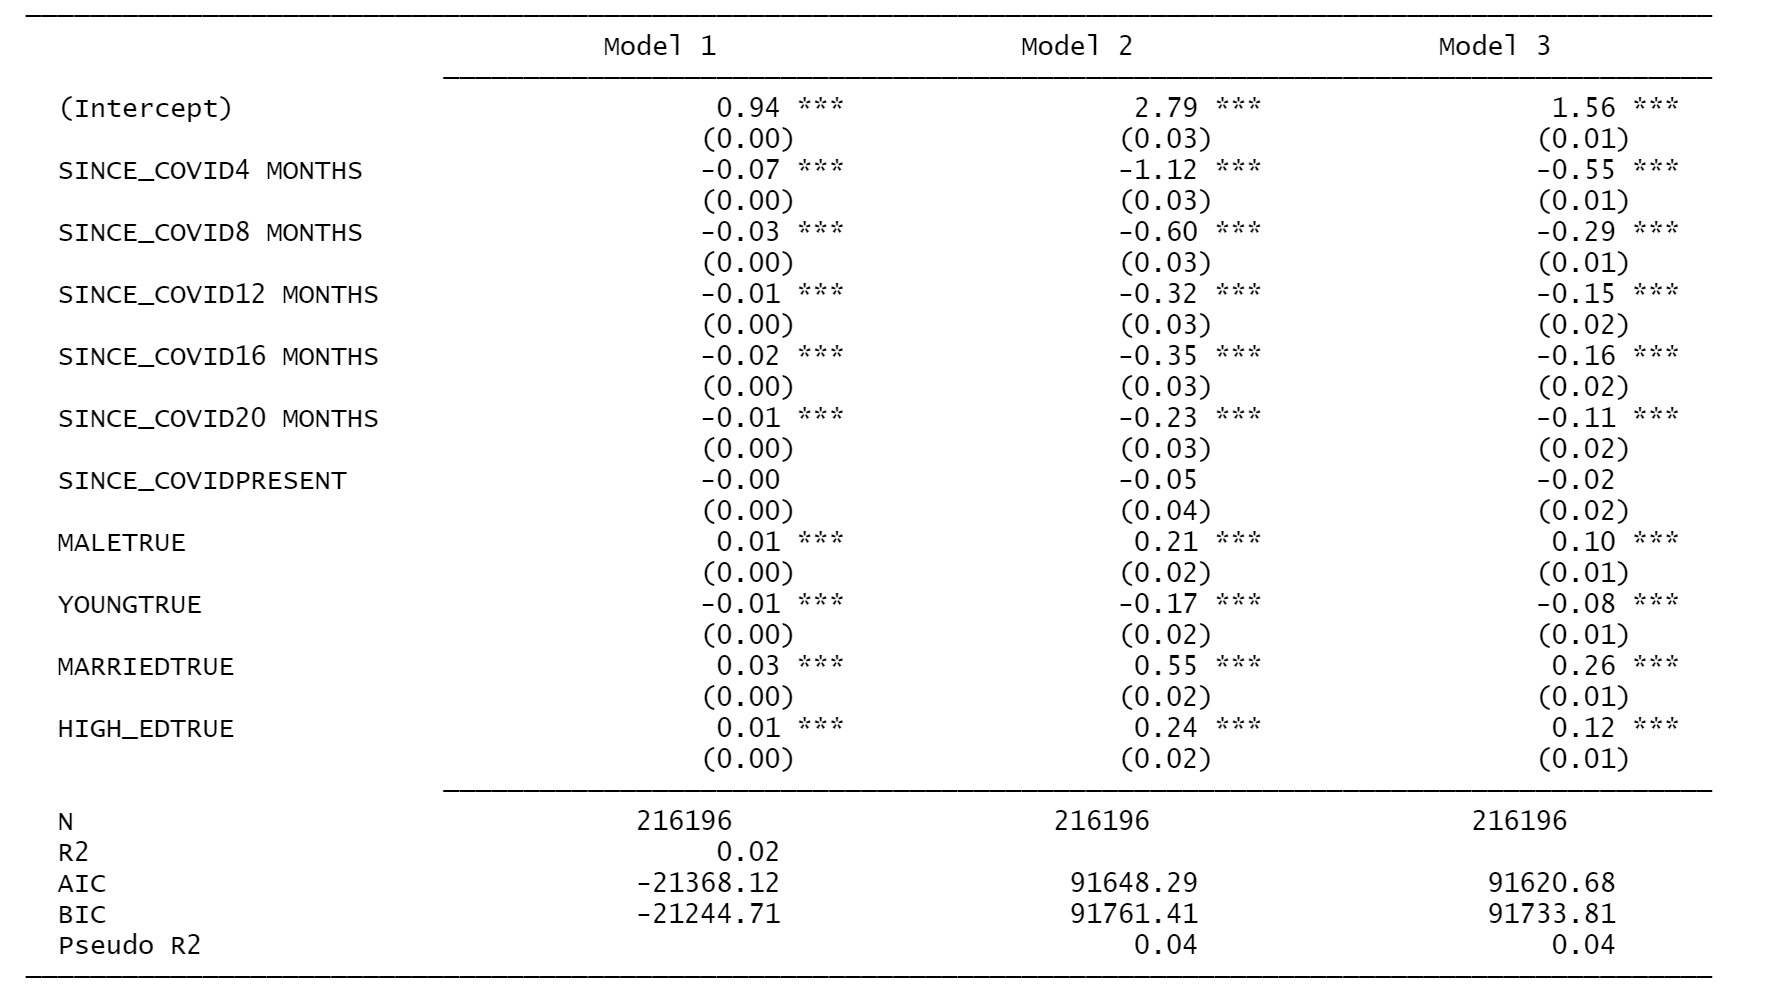 Model 1 Model 2 Model 3
(Intercept) 0.94 *** 2.79 *** 1.56 ***
(0.00) (0.03) (0.01)
SINCE_COVID4 MONTHS -0.07 *** -1.12 *** -0.55 ***
(0.00) (0.03) (0.01)
SINCE_COVID8 MONTHS -0.03 *** -0.60 *** -0.29 ***
(0.00) (0.03) (0.01)
SINCE_COVID12 MONTHS -0.01 *** -0.32 *** -0.15 ***
(0.00) (0.03) (0.02)
SINCE_COVID16 MONTHS -0.02 *** -0.35 *** -0.16 ***
(0.00) (0.03) (0.02)
SINCE_COVID20 MONTHS -0.01 *** -0.23 *** -0.11 ***
(0.00) (0.03) (0.02)
SINCE_COVIDPRESENT -0.00 -0.05 -0.02
(0.00) (0.04) (0.02)
MALETRUE 0.01 *** 0.21 *** 0.10 ***
(0.00) (0.02) (0.01)
YOUNGTRUE -0.01 *** -0.17 *** -0.08 ***
(0.00) (0.02) (0.01)
MARRIEDTRUE 0.03 *** 0.55 *** 0.26 ***
(0.00) (0.02) (0.01)
HIGH_EDTRUE 0.01 *** 0.24 *** 0.12 ***
(0.00) (0.02) (0.01)
N 216196 216196 216196
R2 0.02
AIC -21368.12 91648.29 91620.68
BIC -21244.71 91761.41 91733.81
Pseudo R2 0.04 0.04